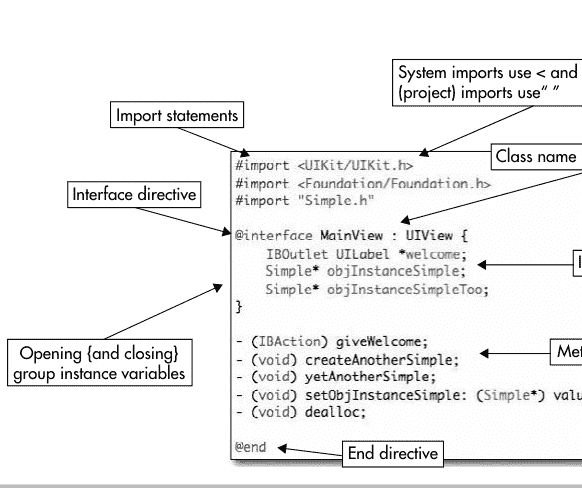 System imports use < and
(project) imports use“ ”
Import statements
Class name
Interface directive
Opening {and closing}
group instance variables
End directive
#import <UIKit/UIKit.h>
#import <Foundation/Foundation.h>
#import "Simple.h"
@interface MainView : UIView {
IBOutlet UILabel *welcome;
Simple* objInstanceSimple;
Simple* objInstanceSimpleToo;
}
- (IBAction) giveWelcome;
- (void) createAnotherSimple;
- (void) yetAnotherSimple;
- (void) setObjInstanceSimple: (Simple*)
- (void) dealloc;
@end